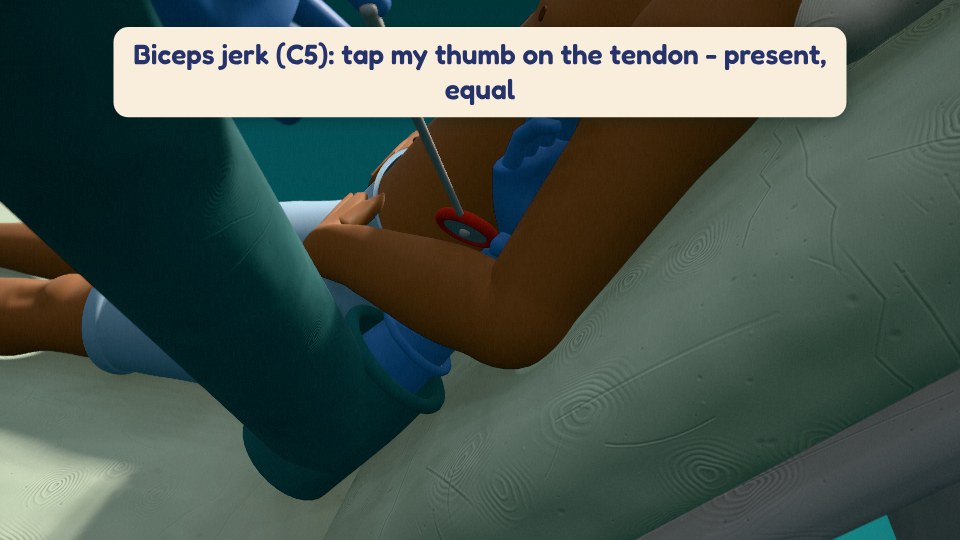 Biceps jerk (C5): tap my thumb on the tendon - present,
equal